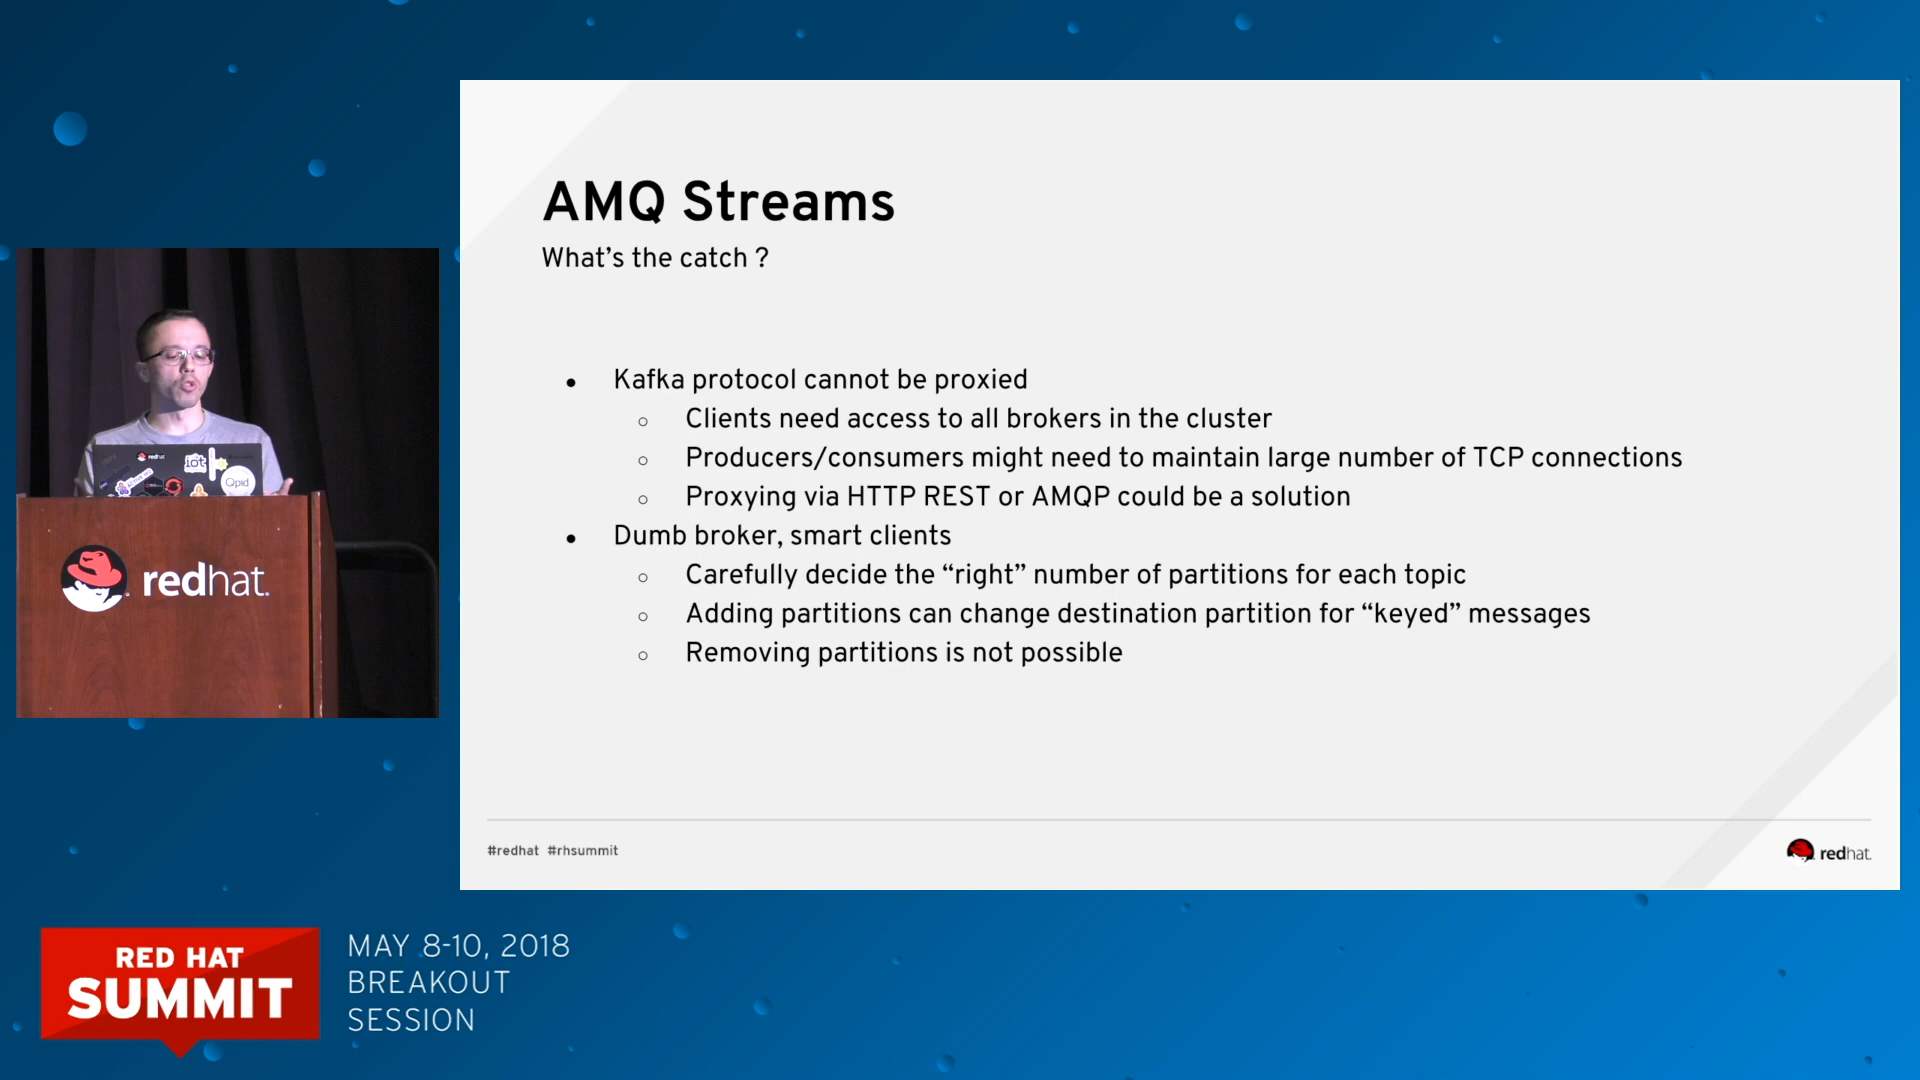 AMQ Streams
What's the catch ?
● Kafka protocol cannot be proxied
○ Clients need access to all brokers in the cluster
○ Producers/consumers might need to maintain large number of TCP connections
○ Proxying via HTTP REST or AMQP could be a solution
● Dumb broker, smart clients
○ Carefully decide the “right” number of partitions for each topic
○ Adding partitions can change destination partition for “keyed” messages
○ Removing partitions is not possible
#redhat #rhsummit
redhat.
redhat
iot
Qpid
redhat.
RED HAT
SUMMIT
MAY 8-10, 2018
BREAKOUT
SESSION